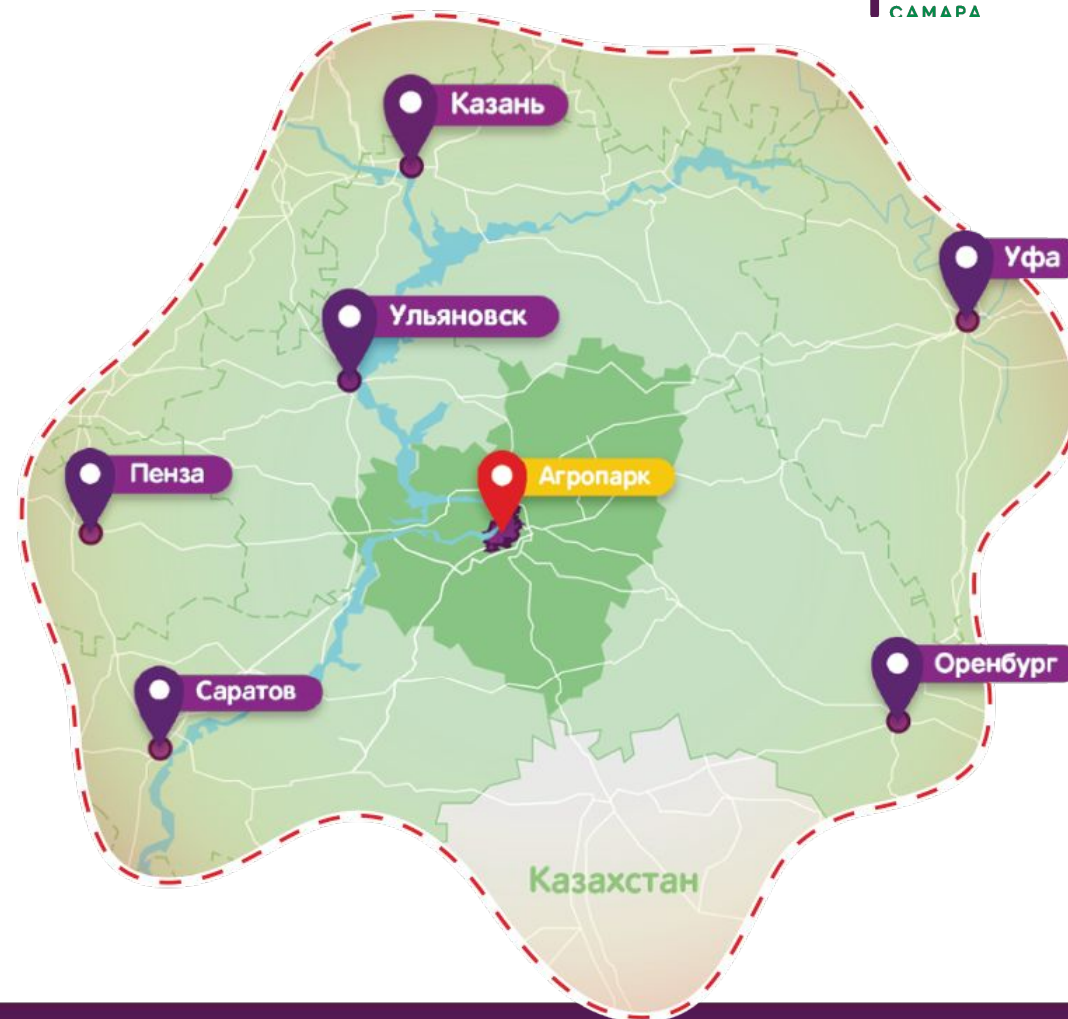 САМАРА
Казань
Уфа
Ульяновск
Пенза
Агропарк
Оренбург
Саратов
Казахстан